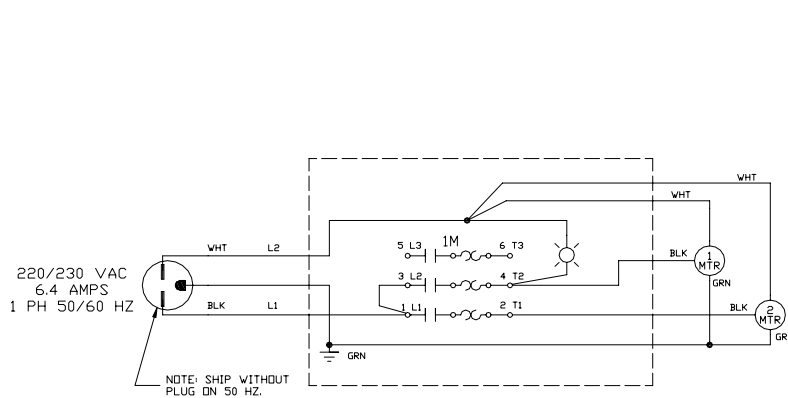 WHT
WHT
WHT L2
5 L3 1M 6 T3
BLK
1
MTR
220/230 VAC
6.4 AMPS
1 PH 50/60 HZ
3 L2 4 T2
GRN
BLK L1
1 L1 2 T1
BLK
2
MTR
GR
GRN
NOTE: SHIP WITHOUT
PLUG ON 50 HZ.